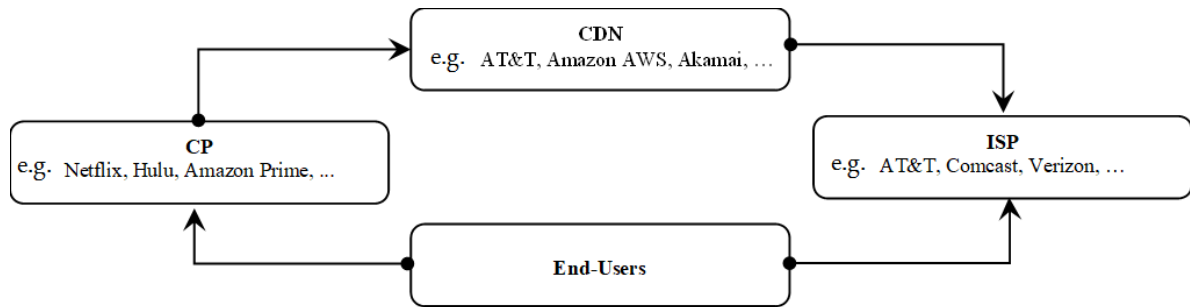 CDN
e.g. AT&T, Amazon AWS, Akamai, …
CP
e.g. Netflix, Hulu, Amazon Prime, ...
ISP
e.g. AT&T, Comcast, Verizon, …
End-Users